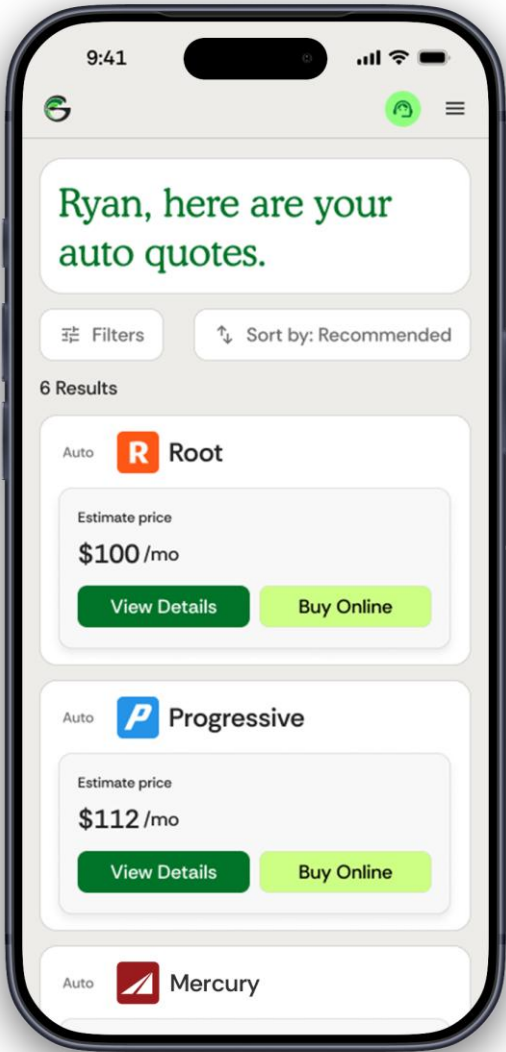 9:41
Ryan, here are your
auto quotes.
Filters
Sort by: Recommended
6 Results
Auto
R
Root
Estimate price
$100 /mo
View Details
Buy Online
Auto
P
Progressive
Estimate price
$112 /mo
View Details
Buy Online
Auto
Mercury